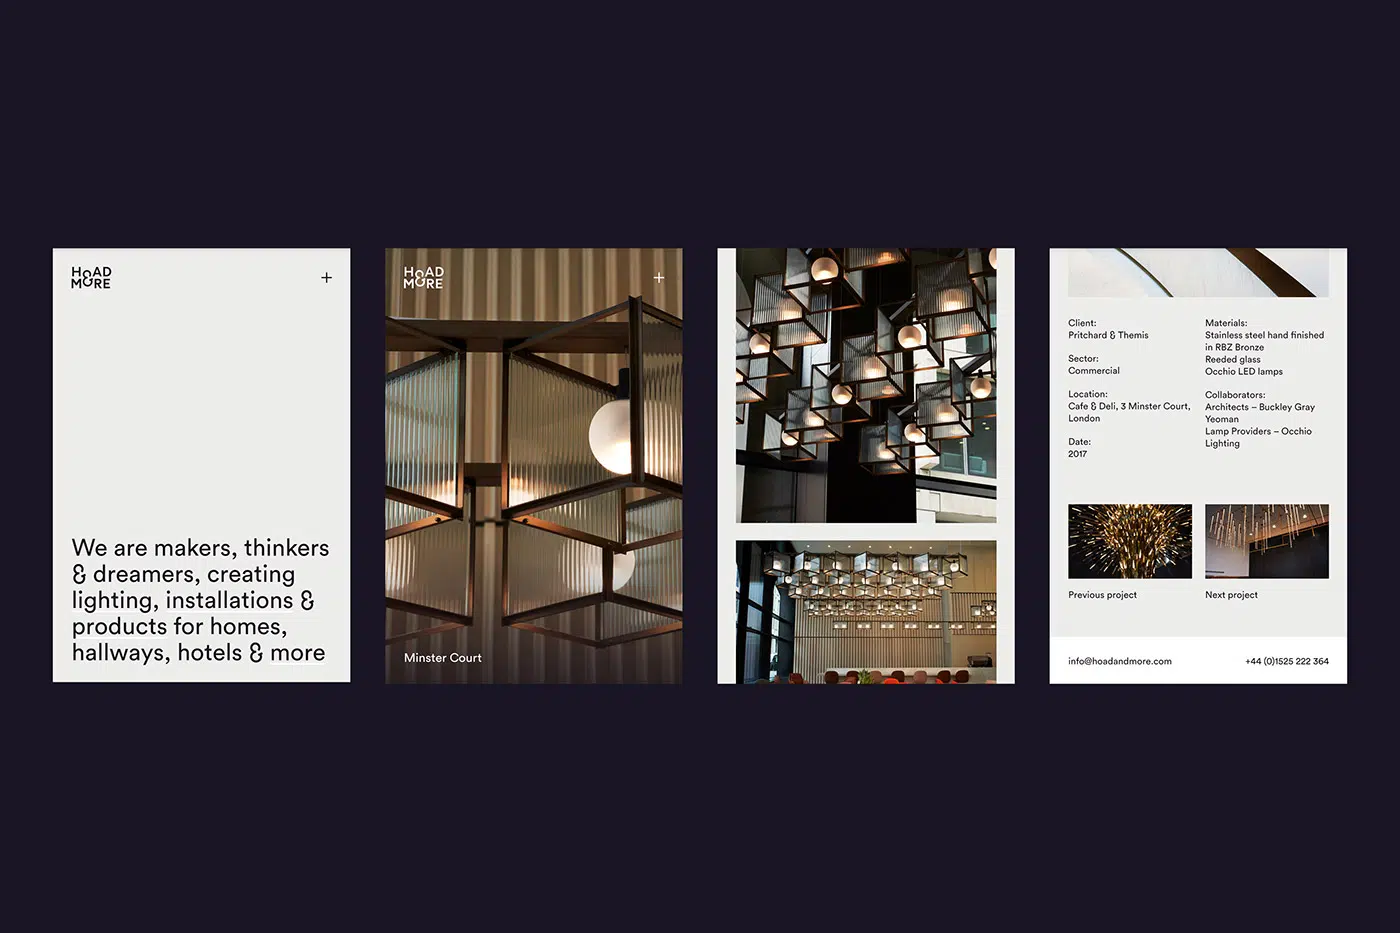 HOAD
&
MORE
+
We are makers, thinkers
& dreamers, creating
lighting, installations &
products for homes,
hallways, hotels & more
HOAD
&
MORE
+
Minster Court
Client:
Pritchard & Themis
Sector:
Commercial
Location:
Cafe & Deli, 3 Minster Court,
London
Date:
2017
Materials:
Stainless steel hand finished
in RBZ Bronze
Reeded glass
Occhio LED lamps
Collaborators:
Architects – Buckley Gray
Yeoman
Lamp Providers – Occhio
Lighting
Previous project
Next project
info@hoadandmore.com
+44 (0)1525 222 364